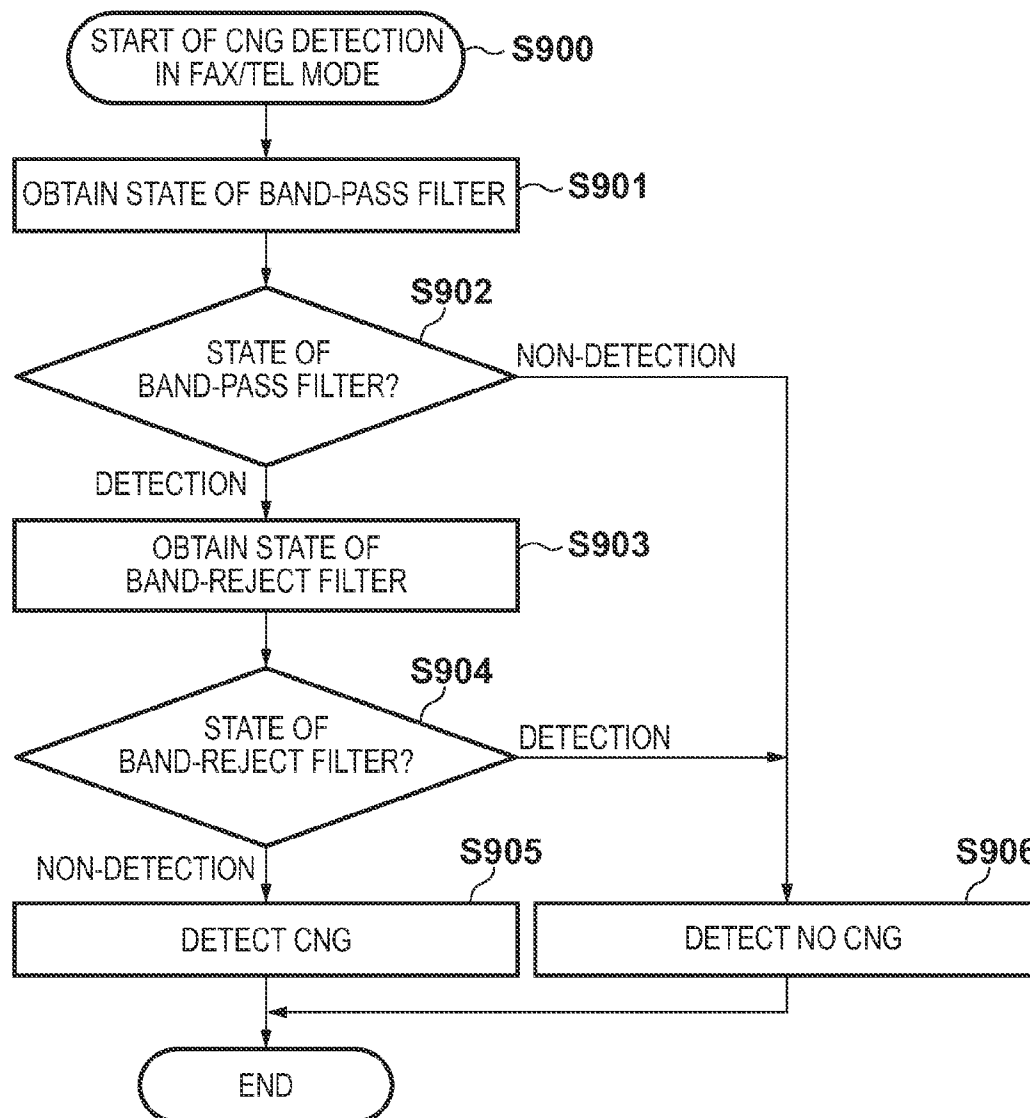 START OF CNG DETECTION
IN FAX/TEL MODE
S900
OBTAIN STATE OF BAND-PASS FILTER
S901
S902
STATE OF
BAND-PASS FILTER?
NON-DETECTION
DETECTION
OBTAIN STATE OF
BAND-REJECT FILTER
S903
S904
STATE OF
BAND-REJECT FILTER?
DETECTION
NON-DETECTION
S905
S906
DETECT CNG
DETECT NO CNG
END